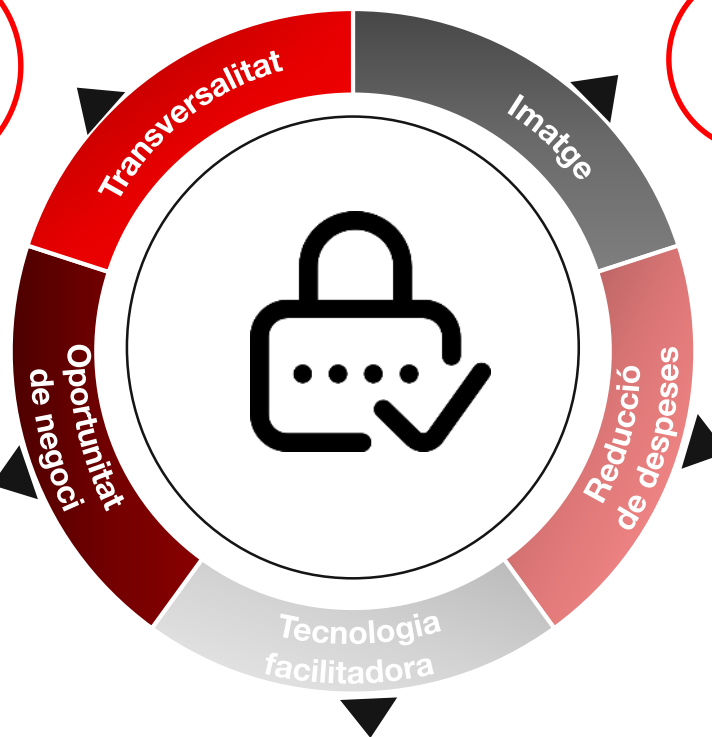 Transversalitat
Imatge
Oportunitat
de negoci
Reducció
de despeses
Tecnologia
facilitadora